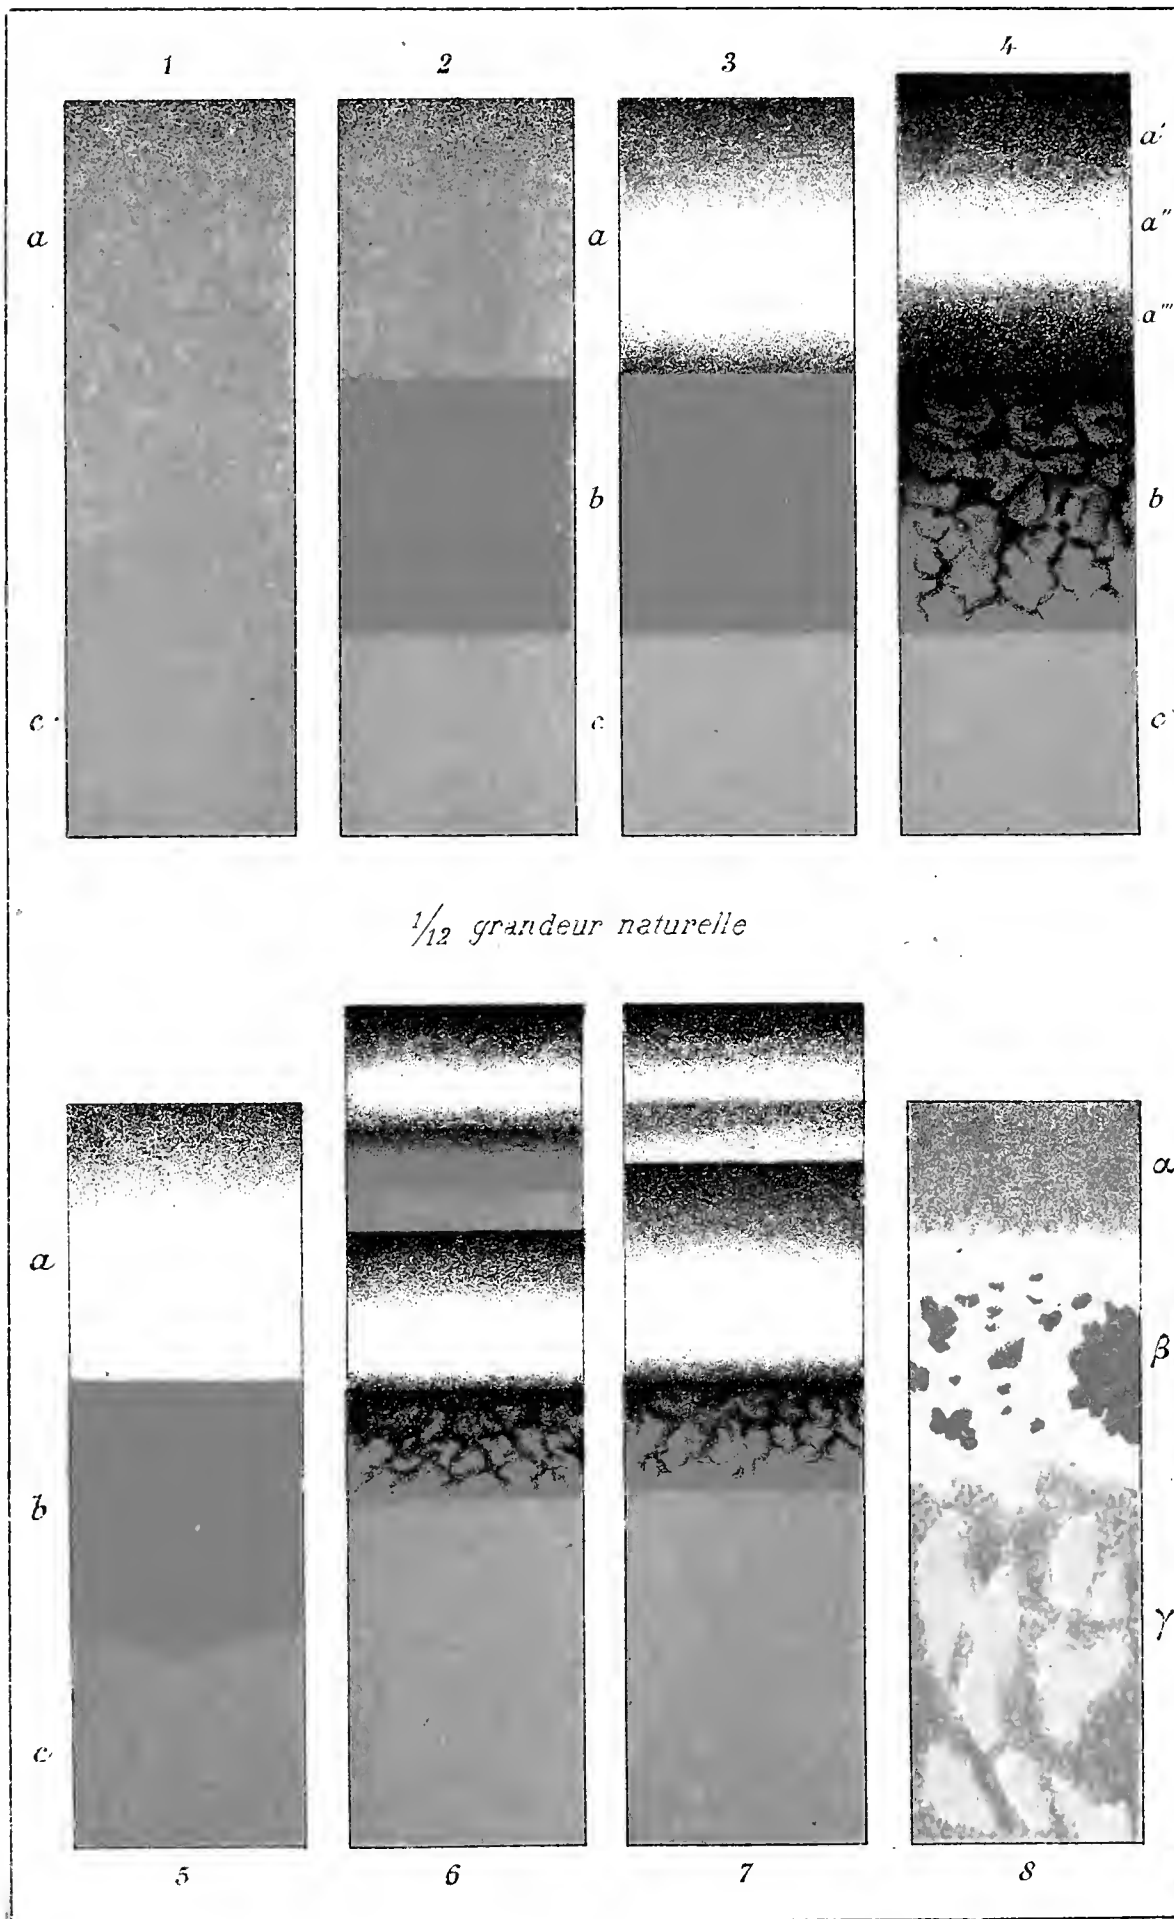 1 2 3 4
a'
a a a''
a'''
b b
c c c
1/12 grandeur naturelle
α
a β
b
γ
c
5 6 7 8